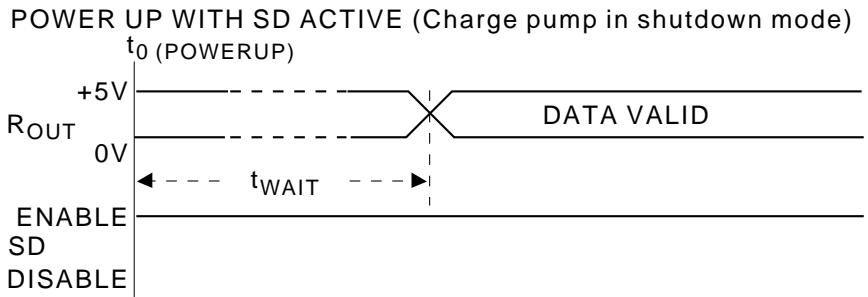 POWER UP WITH SD ACTIVE (Charge pump in shutdown mode)
t0 (POWERUP)
+5V
ROUT
DATA VALID
0V
tWAIT
ENABLE
SD
DISABLE